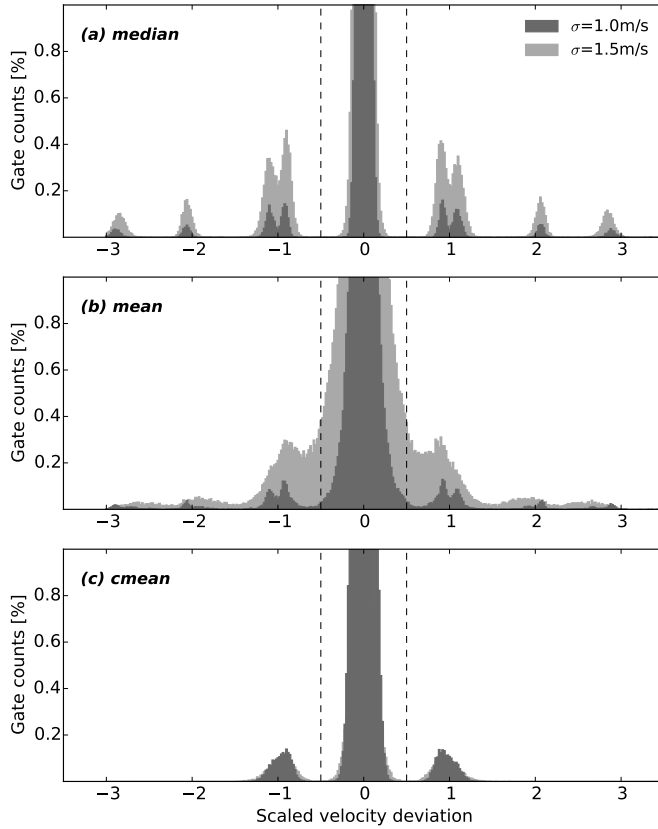 (a) median
σ=1.0m/s
σ=1.5m/s
Gate counts [%]
0.8
0.6
0.4
0.2
−3 −2 −1 0 1 2 3
(b) mean
Gate counts [%]
0.8
0.6
0.4
0.2
−3 −2 −1 0 1 2 3
(c) cmean
Gate counts [%]
0.8
0.6
0.4
0.2
−3 −2 −1 0 1 2 3
Scaled velocity deviation